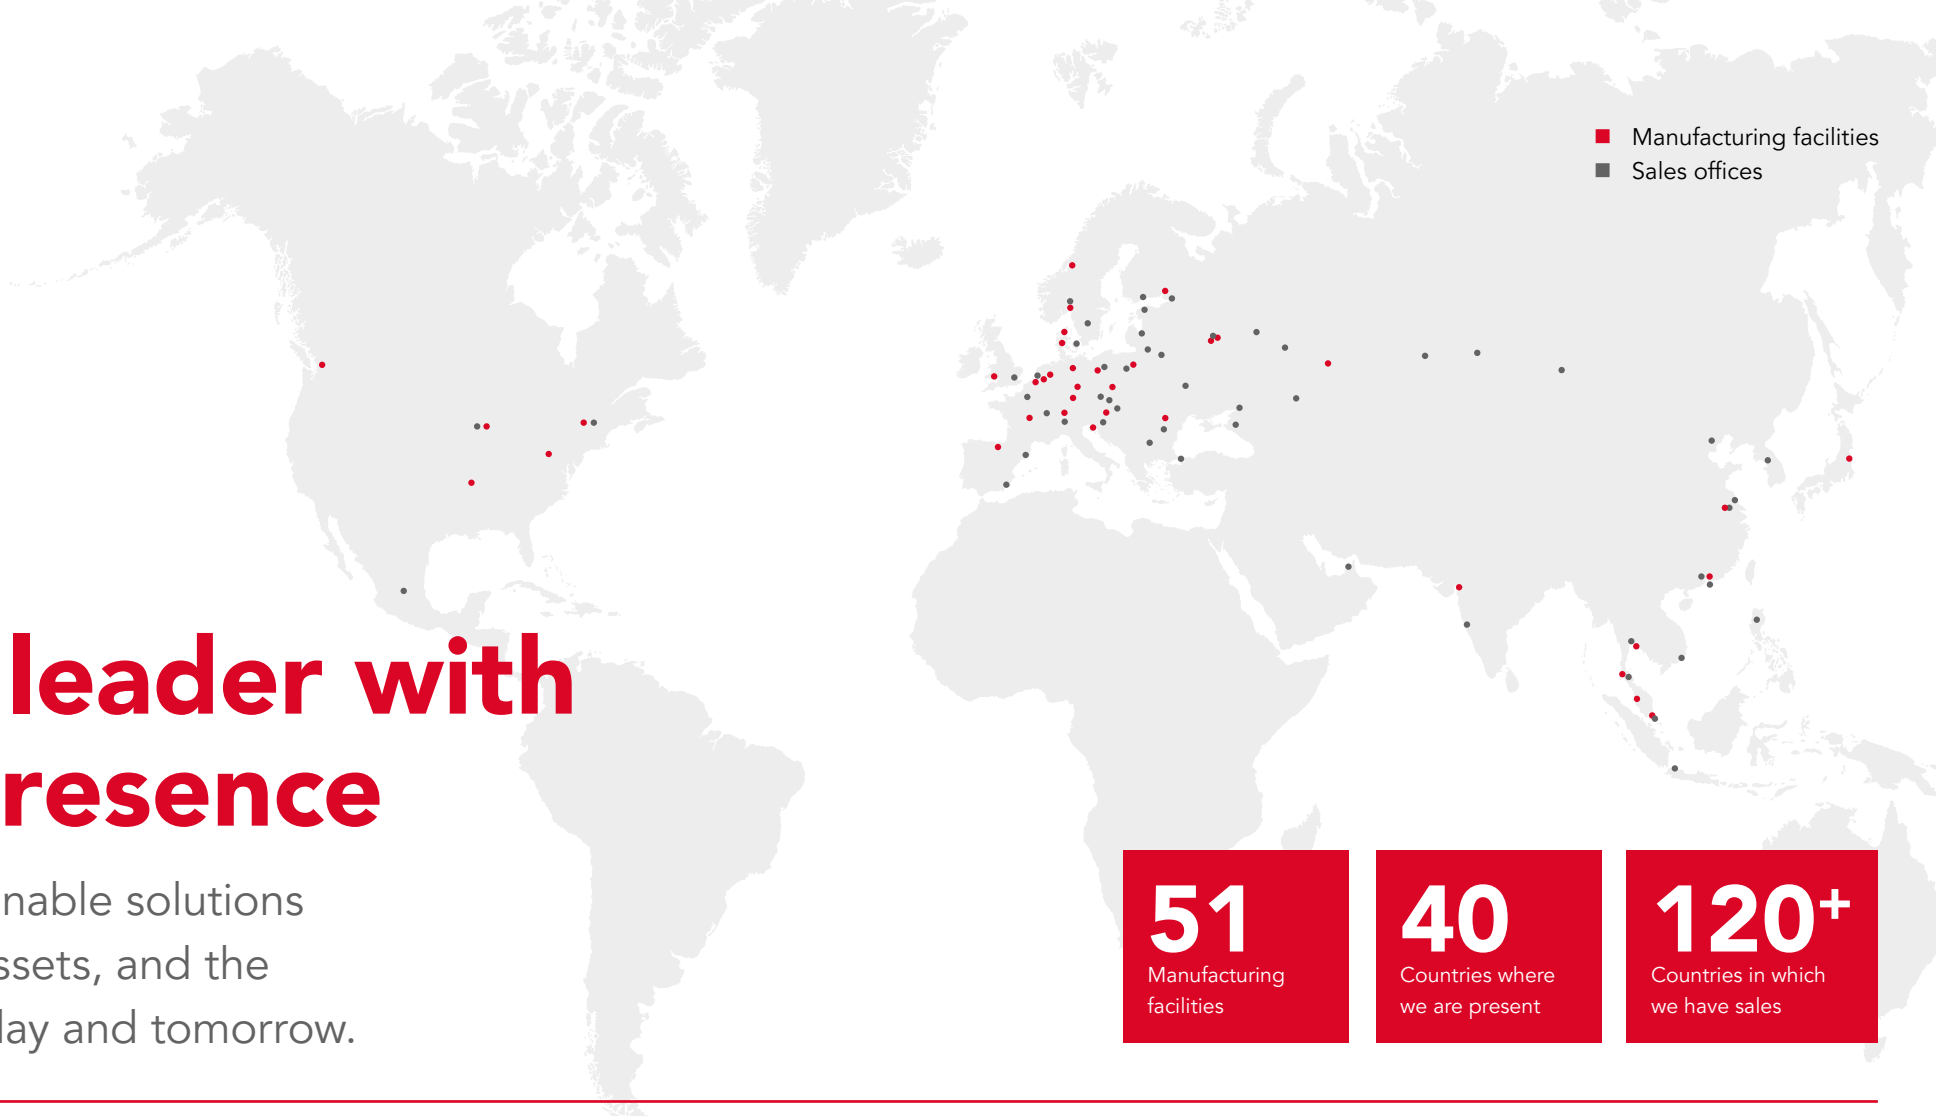 Manufacturing facilities
Sales offices
leader with
resence
nable solutions
ssets, and the
lay and tomorrow.
51
Manufacturing
facilities
40
Countries where
we are present
120+
Countries in which
we have sales